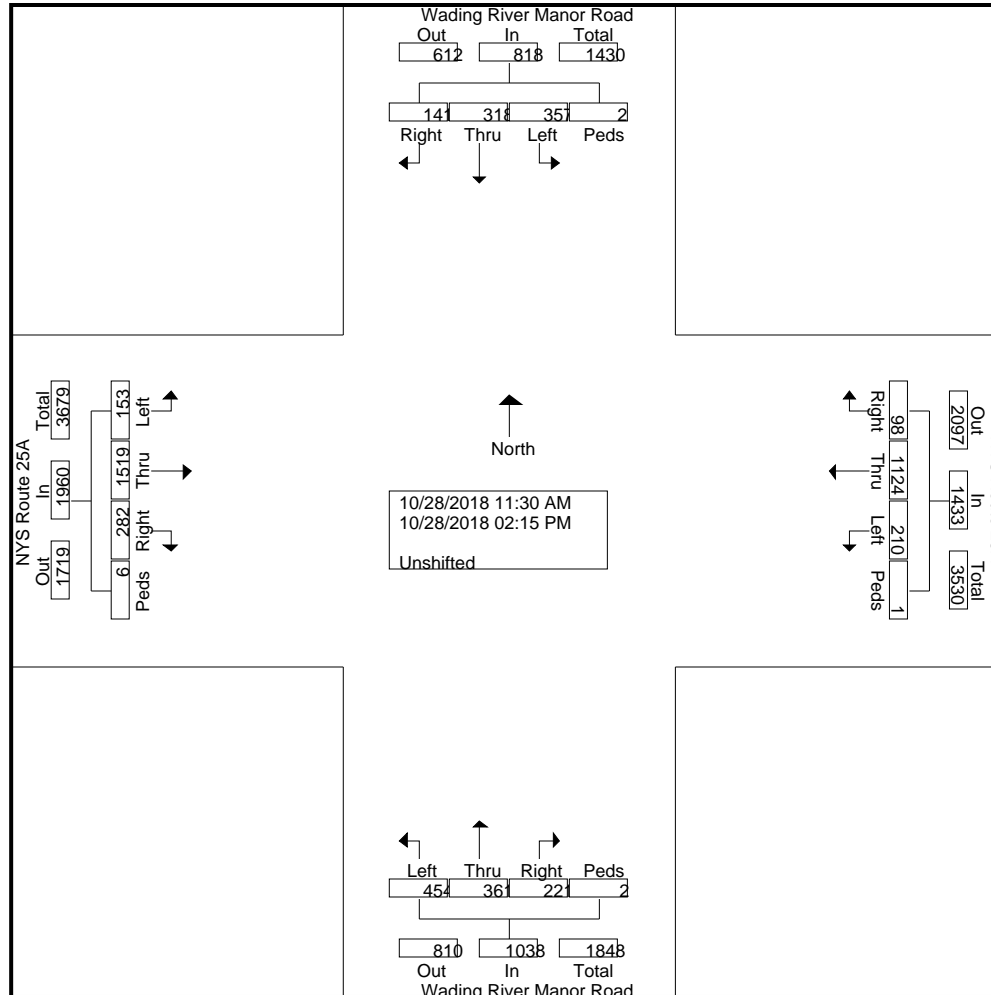 Wading River Manor Road
Out In Total
612 818 1430
141 318 357 2
Right Thru Left Peds
NYS Route 25A
Total In Out
3679 1960 1719
153 1519 282 6
Left Thru Right Peds
North
10/28/2018 11:30 AM
10/28/2018 02:15 PM
Unshifted
Right Thru Left Peds
98 1124 210 1
Out In Total
2097 1433 3530
Left Thru Right Peds
454 361 221 2
810 1038 1848
Out In Total
Wading River Manor Road